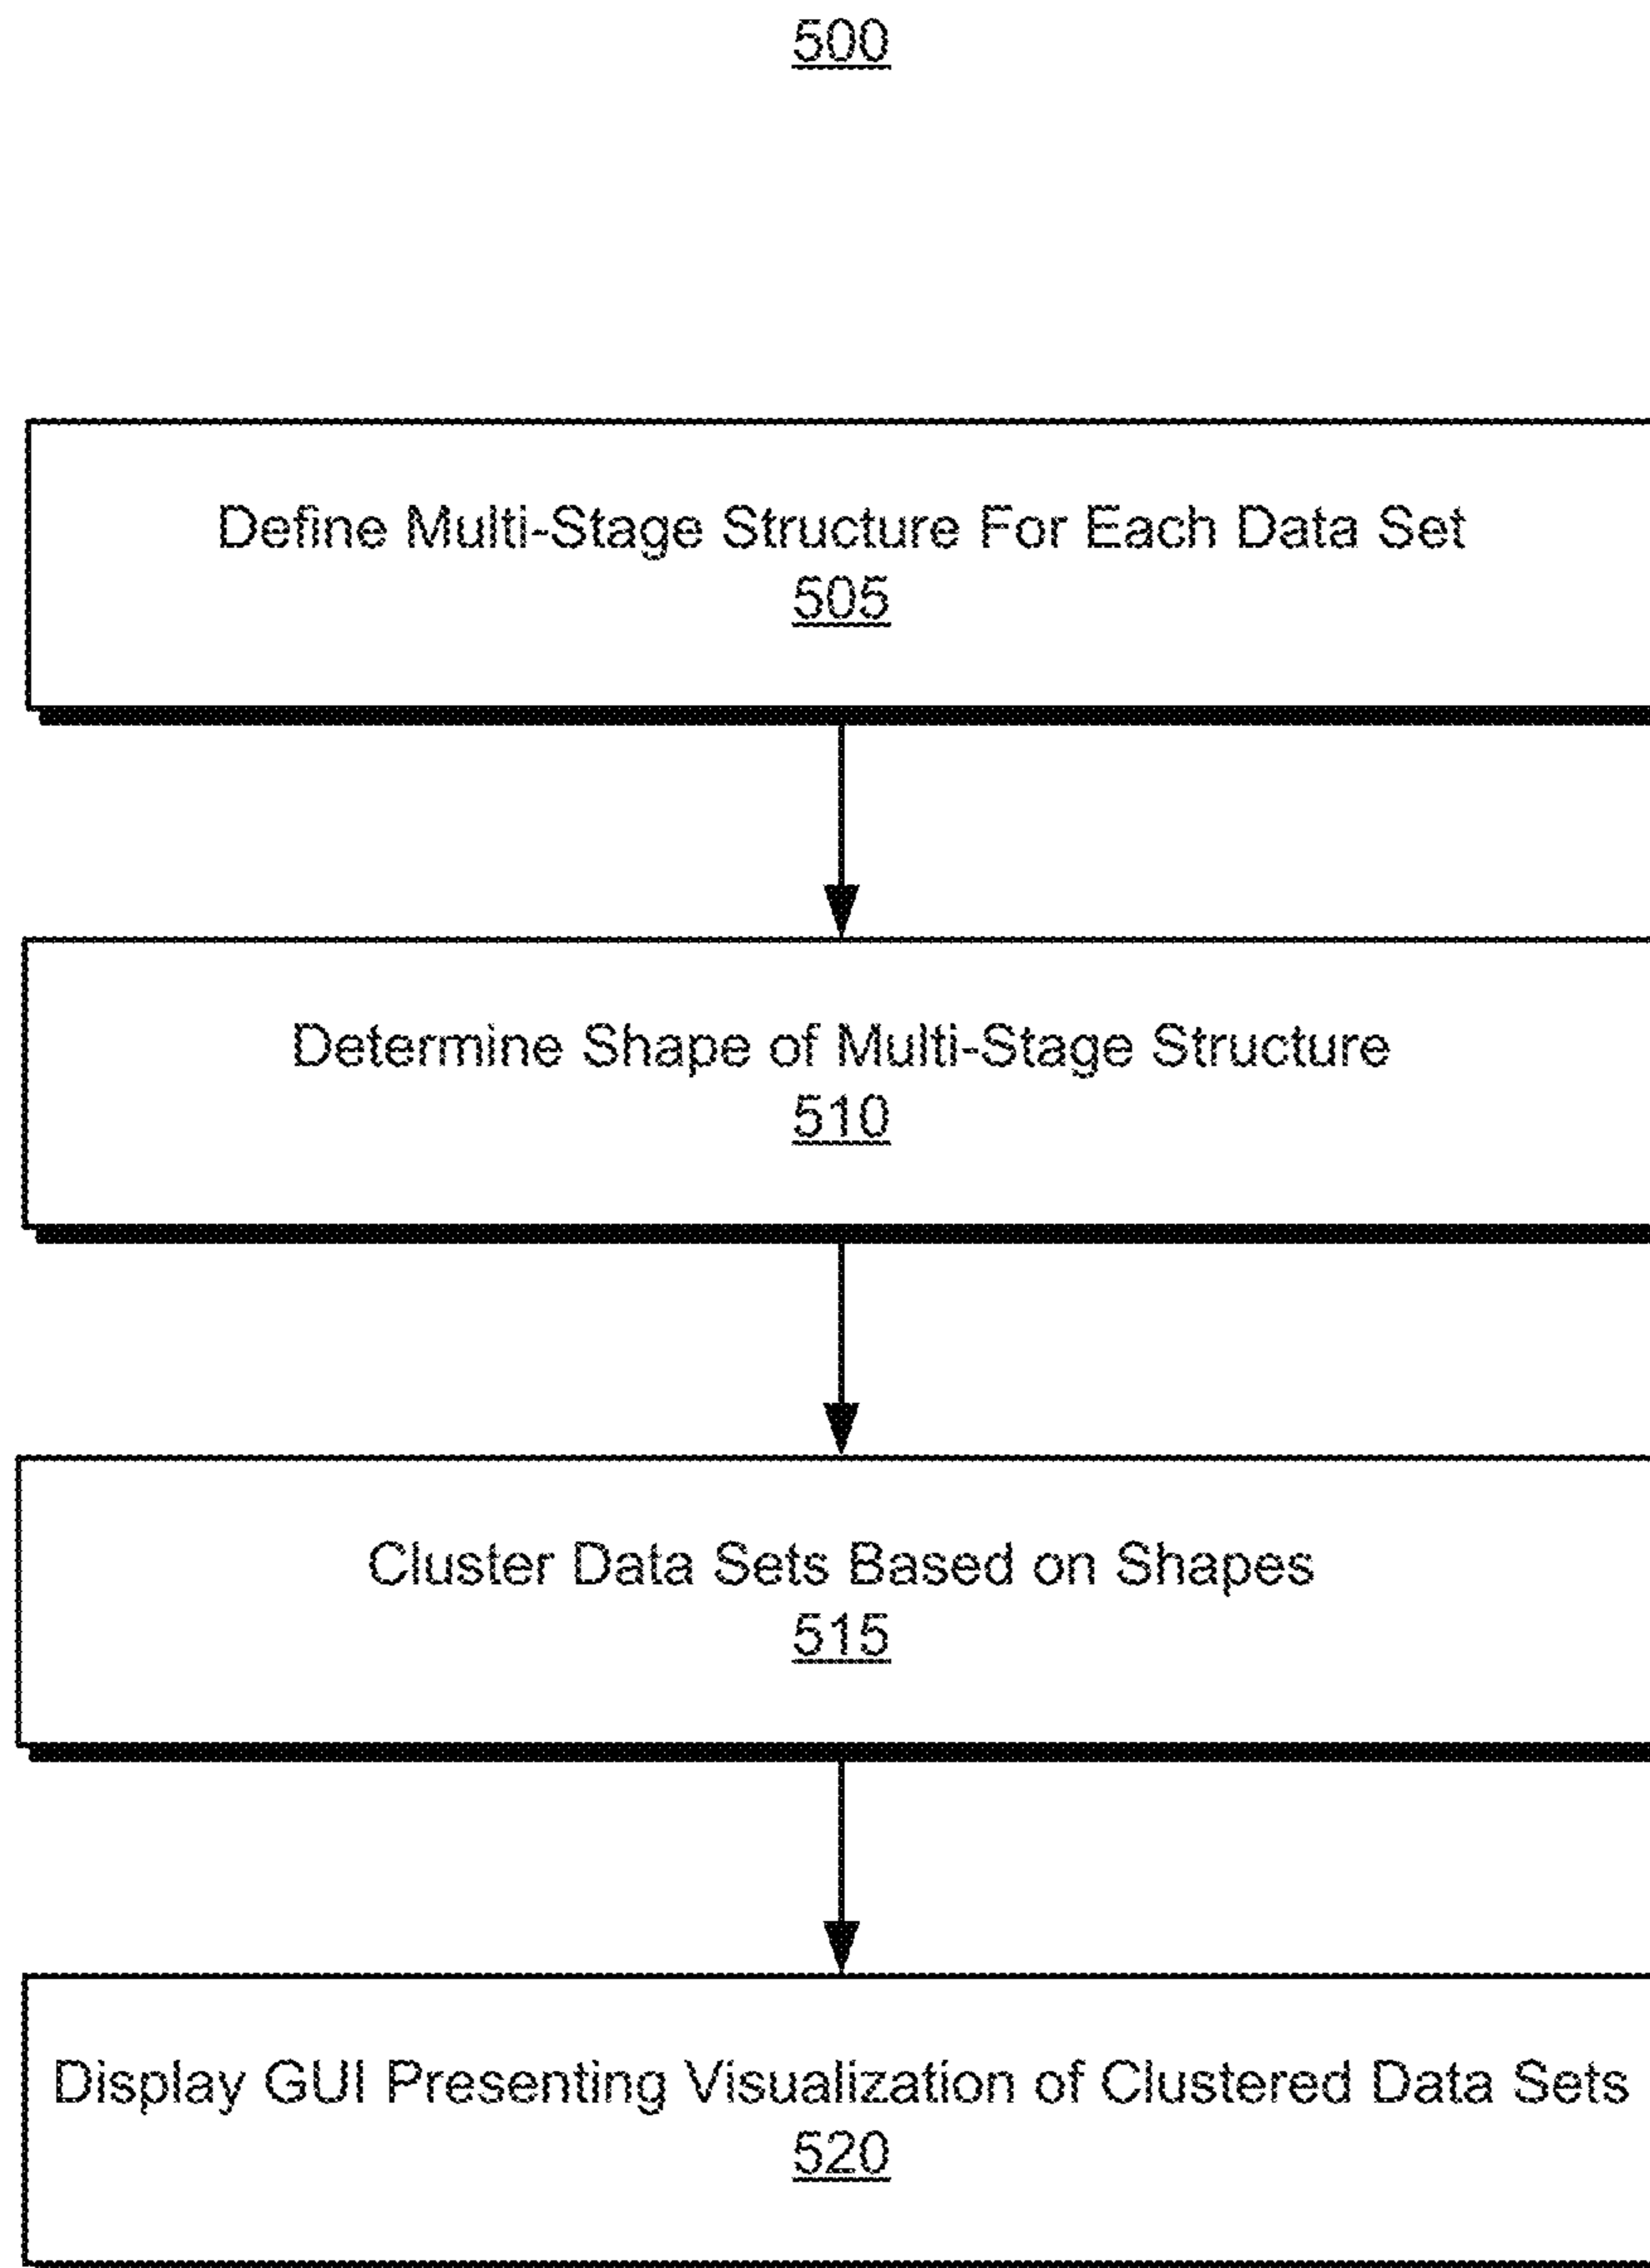 500
Define Multi-Stage Structure For Each Data Set
505
Determine Shape of Multi-Stage Structure
510
Cluster Data Sets Based on Shapes
515
Display GUI Presenting Visualization of Clustered Data Sets
520